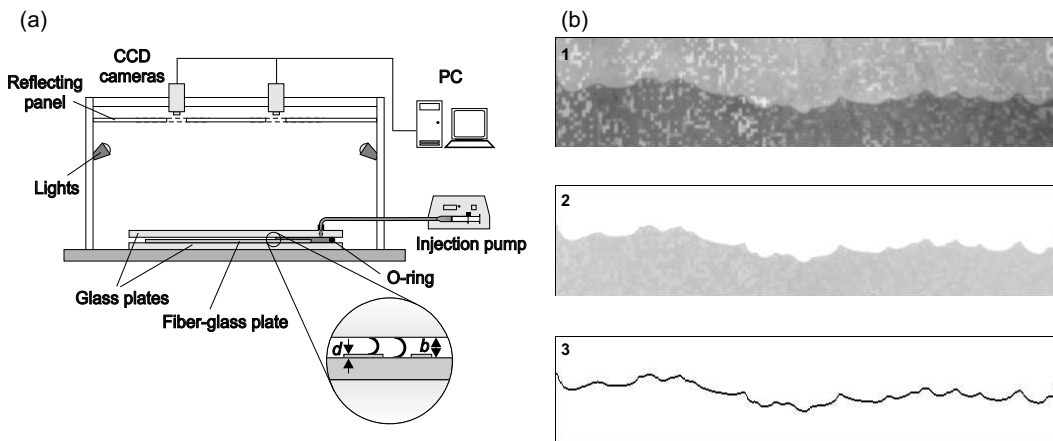 (a)
CCD
cameras
Reflecting
panel
PC
Lights
Injection pump
O-ring
Glass plates
Fiber-glass plate
d
b
(b)
1
2
3